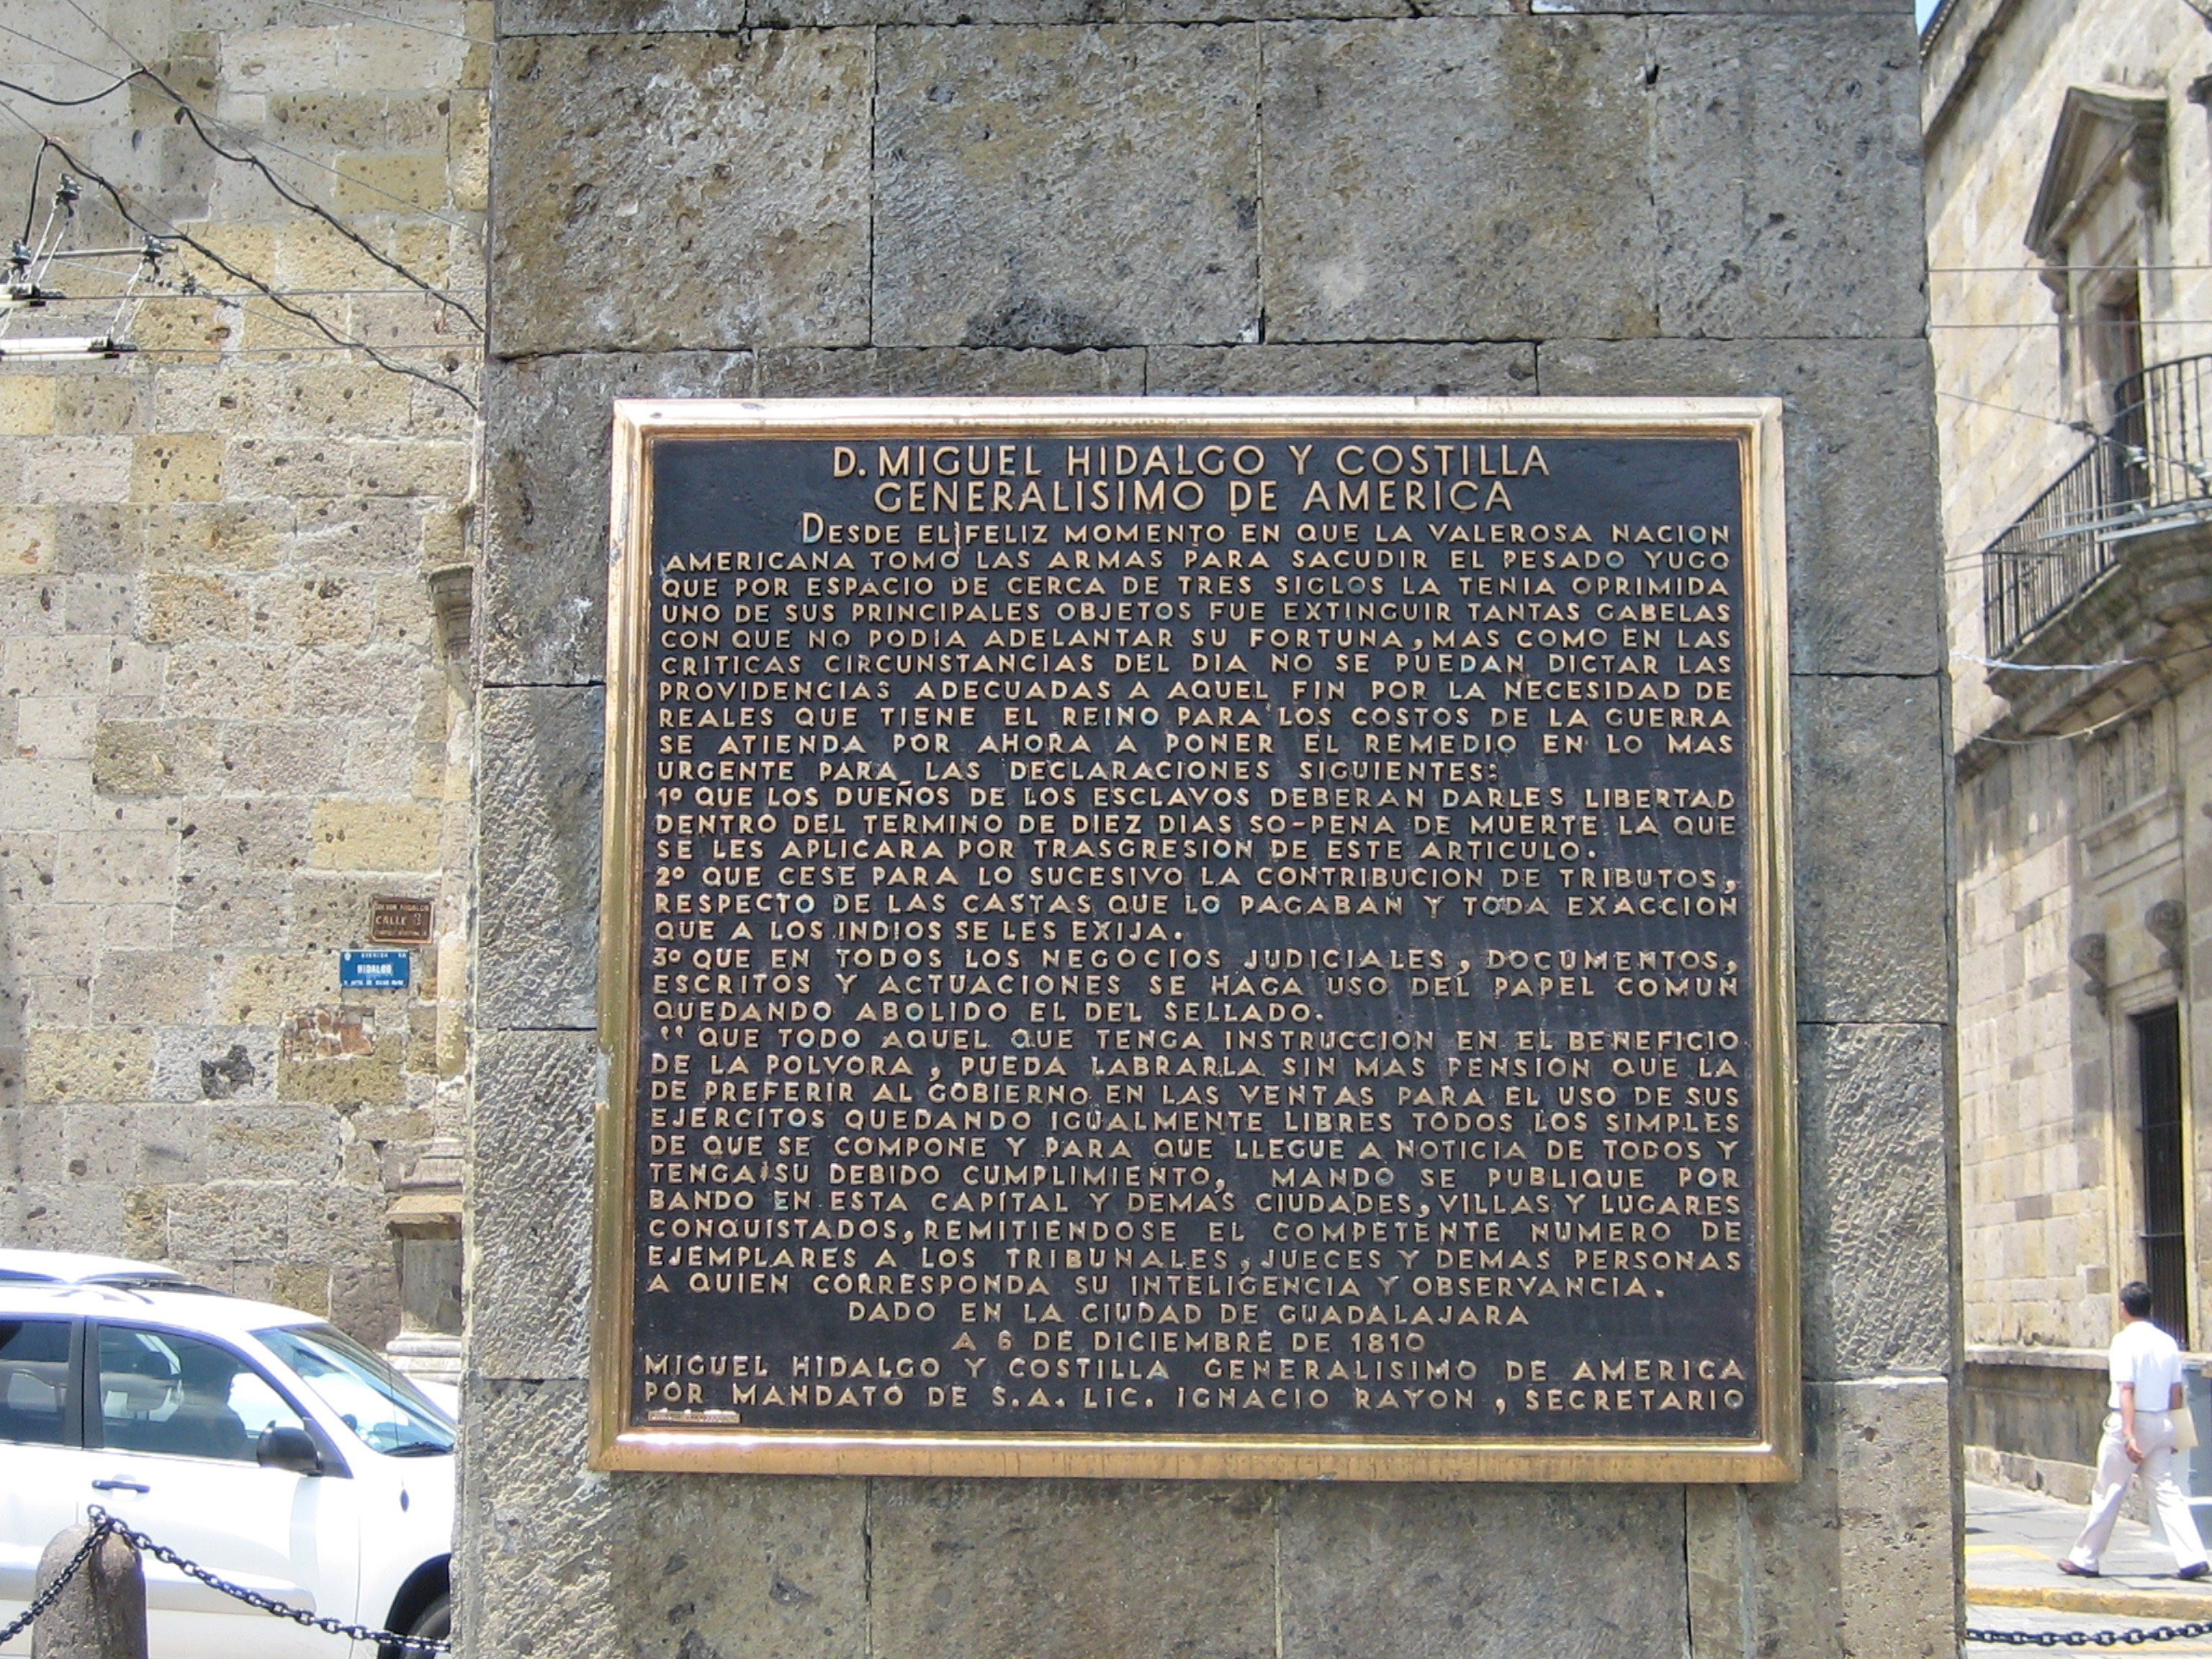 D. MIGUEL HIDALGO Y COSTILLA
GENERALISIMO DE AMERICA
DESDE EL FELIZ MOMENTO EN QUE LA VALEROSA NACION
AMERICANA TOMO LAS ARMAS PARA SACUDIR EL PESADO YUGO
QUE POR ESPACIO DE CERCA DE TRES SIGLOS LA TENIA OPRIMIDA
UNO DE SUS PRINCIPALES OBJETOS FUE EXTINGUIR TANTAS GABELAS
CON QUE NO PODIA ADELANTAR SU FORTUNA, MAS COMO EN LAS
CRITICAS CIRCUNSTANCIAS DEL DIA NO SE PUEDAN DICTAR LAS
PROVIDENCIAS ADECUADAS A AQUEL FIN POR LA NECESIDAD DE
REALES QUE TIENE EL REINO PARA LOS COSTOS DE LA GUERRA
SE ATIENDA POR AHORA A PONER EL REMEDIO EN LO MAS
URGENTE PARA LAS DECLARACIONES SIGUIENTES:
1º QUE LOS DUEÑOS DE LOS ESCLAVOS DEBERAN DARLES LIBERTAD
DENTRO DEL TERMINO DE DIEZ DIAS SO-PENA DE MUERTE LA QUE
SE LES APLICARA POR TRASGRESION DE ESTE ARTICULO.
2º QUE CESE PARA LO SUCESIVO LA CONTRIBUCION DE TRIBUTOS,
RESPECTO DE LAS CASTAS QUE LO PAGABAN Y TODA EXACCION
QUE A LOS INDIOS SE LES EXIJA.
3º QUE EN TODOS LOS NEGOCIOS JUDICIALES, DOCUMENTOS,
ESCRITOS Y ACTUACIONES SE HAGA USO DEL PAPEL COMUN
QUEDANDO ABOLIDO EL DEL SELLADO.
" QUE TODO AQUEL QUE TENGA INSTRUCCION EN EL BENEFICIO
DE LA POLVORA, PUEDA LABRARLA SIN MAS PENSION QUE LA
DE PREFERIR AL GOBIERNO EN LAS VENTAS PARA EL USO DE SUS
EJERCITOS QUEDANDO IGUALMENTE LIBRES TODOS LOS SIMPLES
DE QUE SE COMPONE Y PARA QUE LLEGUE A NOTICIA DE TODOS Y
TENGA SU DEBIDO CUMPLIMIENTO, MANDO SE PUBLIQUE POR
BANDO EN ESTA CAPITAL Y DEMAS CIUDADES, VILLAS Y LUGARES
CONQUISTADOS, REMITIENDOSE EL COMPETENTE NUMERO DE
EJEMPLARES A LOS TRIBUNALES, JUECES Y DEMAS PERSONAS
A QUIEN CORRESPONDA SU INTELIGENCIA Y OBSERVANCIA.
DADO EN LA CIUDAD DE GUADALAJARA
A 6 DE DICIEMBRE DE 1810
MIGUEL HIDALGO Y COSTILLA GENERALISIMO DE AMERICA
POR MANDATO DE S.A. LIC. IGNACIO RAYON, SECRETARIO
CALLE 3
HIDALGO